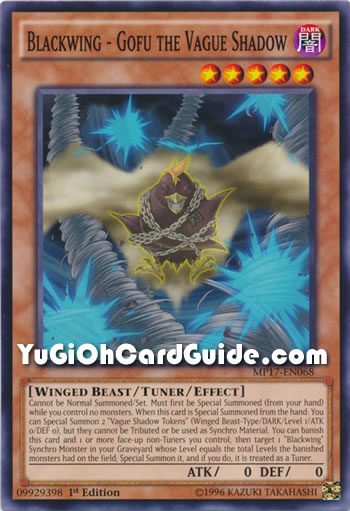 Blackwing - Gofu the Vague Shadow
DARK
闇
YuGiOhCardGuide.com
MP17-EN068
[Winged Beast/Tuner/Effect]
Cannot be Normal Summoned/Set. Must first be Special Summoned (from your hand)
while you control no monsters. When this card is Special Summoned from the hand: You
can Special Summon 2 "Vague Shadow Tokens" (Winged Beast-Type/DARK/Level 1/ATK
0/DEF 0), but they cannot be Tributed or be used as Synchro Material. You can banish
this card and 1 or more face-up non-Tuners you control, then target 1 "Blackwing"
Synchro Monster in your Graveyard whose Level equals the total Levels the banished
monsters had on the field, Special Summon it, and if you do, it is treated as a Tuner.
ATK/ 0 DEF/ 0
09929398 1st Edition ©1996 KAZUKI TAKAHASHI